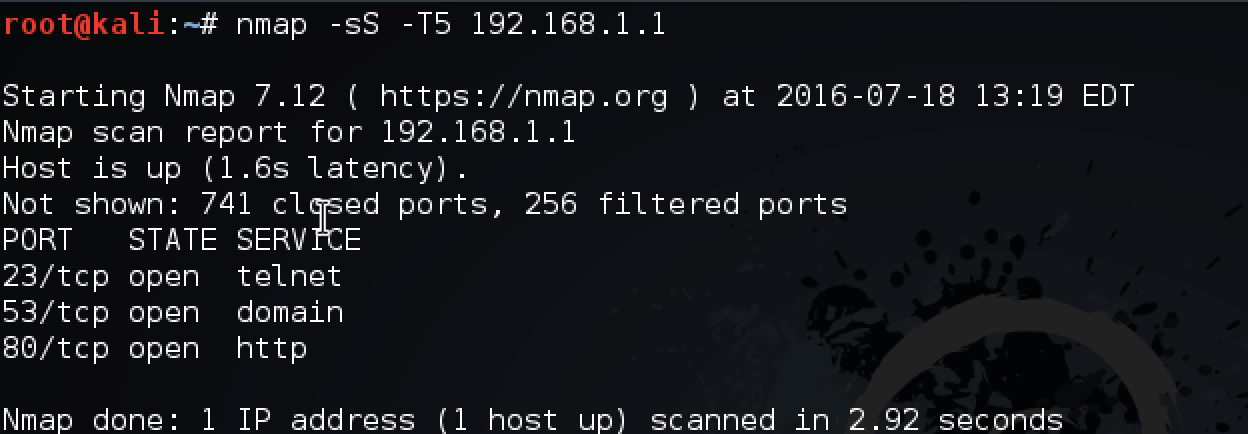 root@kali:~# nmap -sS -T5 192.168.1.1
Starting Nmap 7.12 ( https://nmap.org ) at 2016-07-18 13:19 EDT
Nmap scan report for 192.168.1.1
Host is up (1.6s latency).
Not shown: 741 closed ports, 256 filtered ports
PORT   STATE SERVICE
23/tcp open  telnet
53/tcp open  domain
80/tcp open  http
Nmap done: 1 IP address (1 host up) scanned in 2.92 seconds